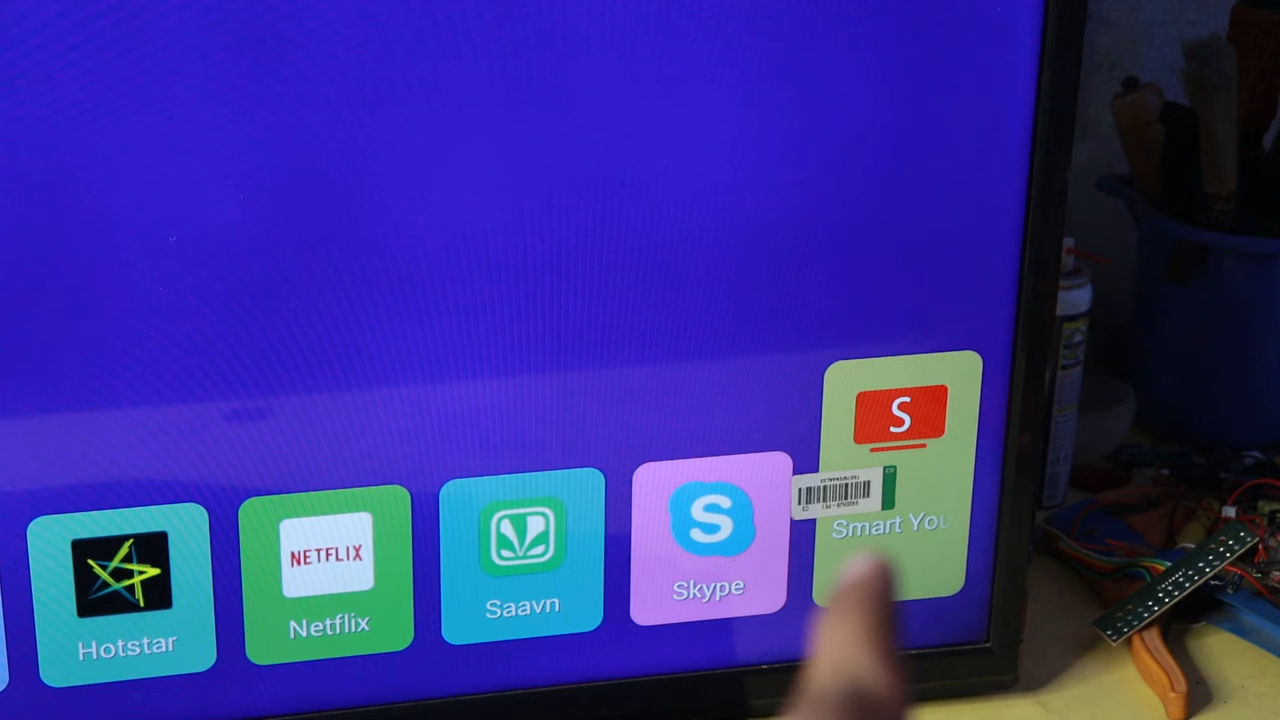 S
Smart You
Hotstar
NETFLIX
Netflix
Saavn
S
Skype